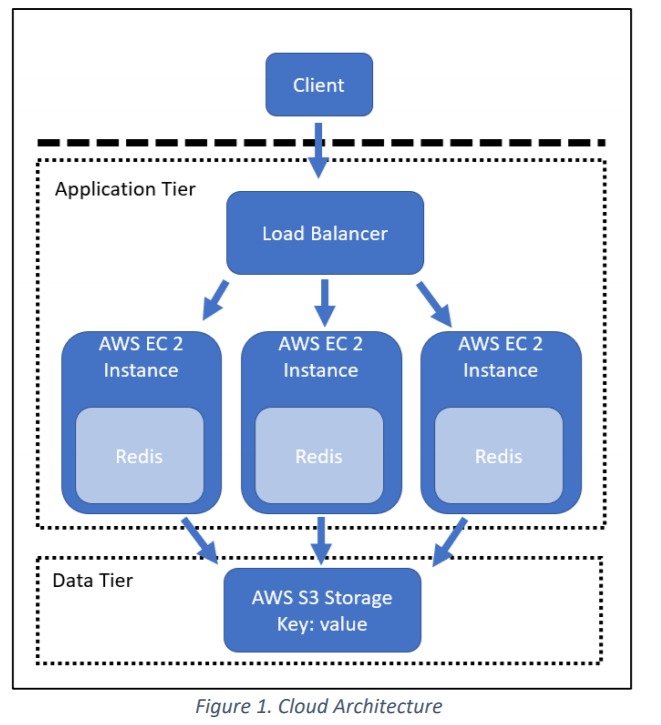 Client
Application Tier
Load Balancer
AWS EC 2
Instance
Redis
AWS EC 2
Instance
Redis
AWS EC 2
Instance
Redis
Data Tier
AWS S3 Storage
Key: value
Figure 1. Cloud Architecture